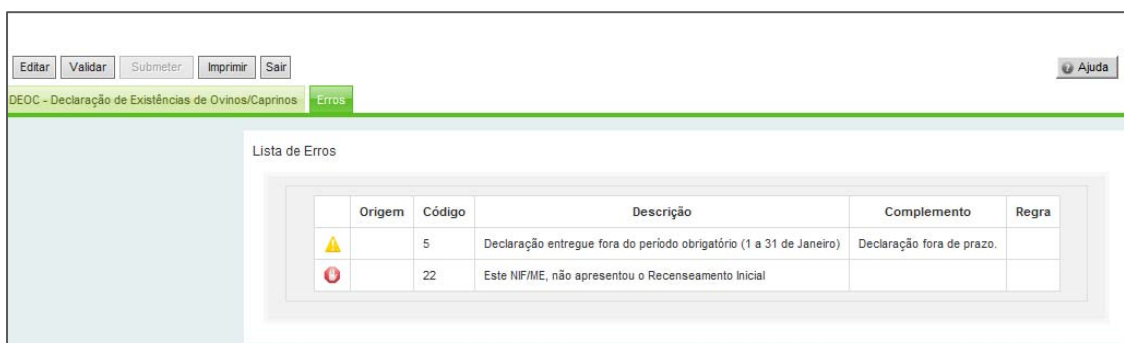 Editar Validar Submeter Imprimir Sair Ajuda
DEOC - Declaração de Existências de Ovinos/Caprinos Erros
Lista de Erros
Origem Código Descrição Complemento Regra
5 Declaração entregue fora do período obrigatório (1 a 31 de Janeiro) Declaração fora de prazo.
22 Este NIF/ME, não apresentou o Recenseamento Inicial